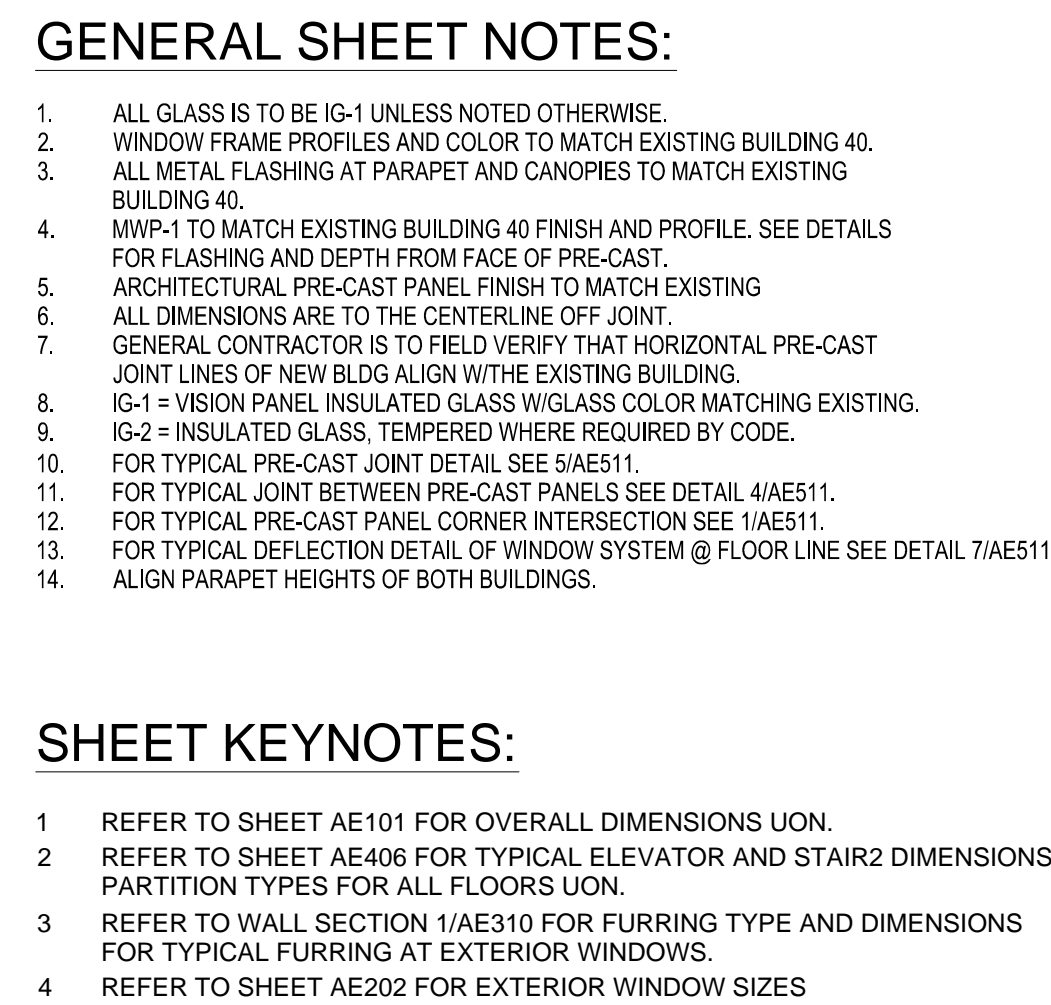 GENERAL SHEET NOTES:
1. ALL GLASS IS TO BE IG-1 UNLESS NOTED OTHERWISE.
2. WINDOW FRAME PROFILES AND COLOR TO MATCH EXISTING BUILDING 40.
3. ALL METAL FLASHING AT PARAPET AND CANOPIES TO MATCH EXISTING
BUILDING 40.
4. MWP-1 TO MATCH EXISTING BUILDING 40 FINISH AND PROFILE. SEE DETAILS
FOR FLASHING AND DEPTH FROM FACE OF PRE-CAST.
5. ARCHITECTURAL PRE-CAST PANEL FINISH TO MATCH EXISTING
6. ALL DIMENSIONS ARE TO THE CENTERLINE OFF JOINT.
7. GENERAL CONTRACTOR IS TO FIELD VERIFY THAT HORIZONTAL PRE-CAST
JOINT LINES OF NEW BLDG ALIGN W/THE EXISTING BUILDING.
8. IG-1 = VISION PANEL INSULATED GLASS W/GLASS COLOR MATCHING EXISTING.
9. IG-2 = INSULATED GLASS, TEMPERED WHERE REQUIRED BY CODE.
10. FOR TYPICAL PRE-CAST JOINT DETAIL SEE 5/AE511.
11. FOR TYPICAL JOINT BETWEEN PRE-CAST PANELS SEE DETAIL 4/AE511.
12. FOR TYPICAL PRE-CAST PANEL CORNER INTERSECTION SEE 1/AE511.
13. FOR TYPICAL DEFLECTION DETAIL OF WINDOW SYSTEM @ FLOOR LINE SEE DETAIL 7/AE511
14. ALIGN PARAPET HEIGHTS OF BOTH BUILDINGS.
SHEET KEYNOTES:
1 REFER TO SHEET AE101 FOR OVERALL DIMENSIONS UON.
2 REFER TO SHEET AE406 FOR TYPICAL ELEVATOR AND STAIR2 DIMENSIONS
PARTITION TYPES FOR ALL FLOORS UON.
3 REFER TO WALL SECTION 1/AE310 FOR FURRING TYPE AND DIMENSIONS
FOR TYPICAL FURRING AT EXTERIOR WINDOWS.
4 REFER TO SHEET AE202 FOR EXTERIOR WINDOW SIZES